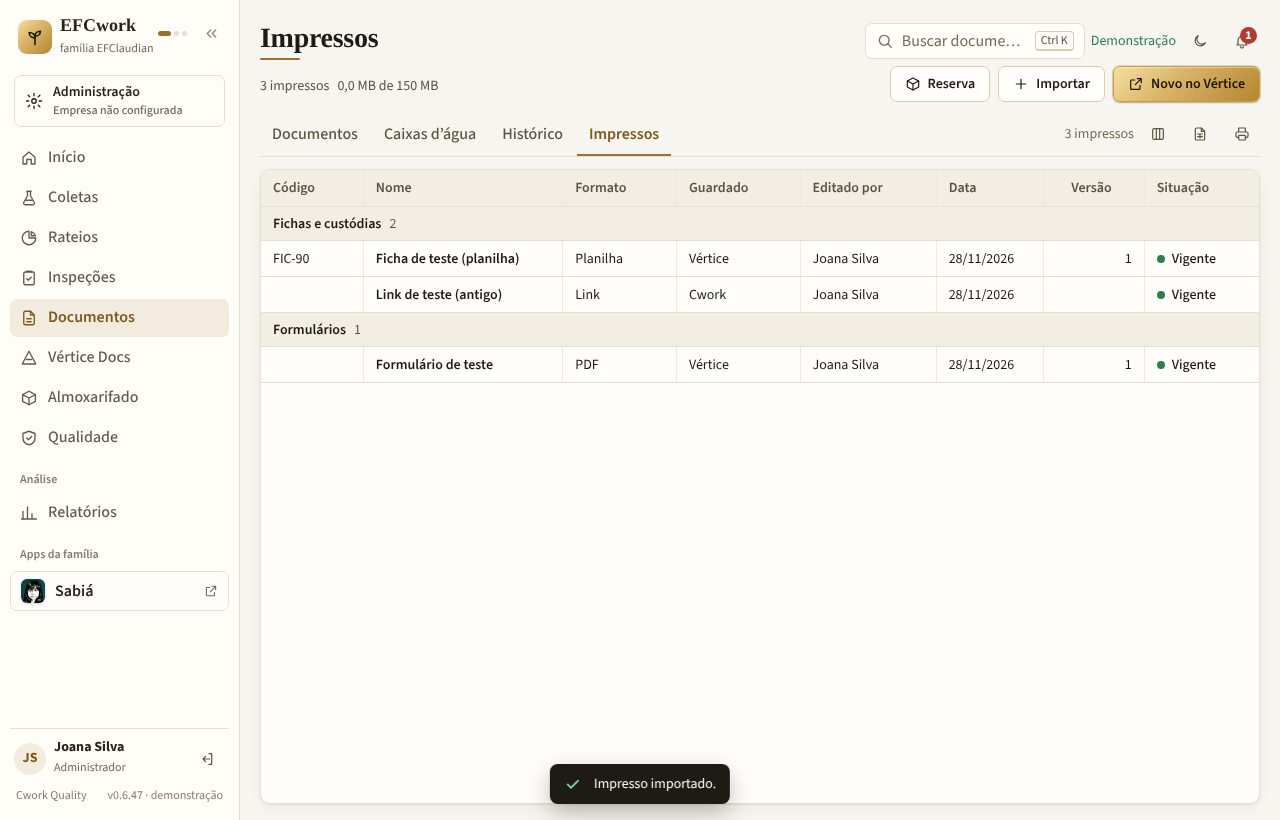 EFCwork
família EFClaudian
Administração
Empresa não configurada
Início
Coletas
Rateios
Inspeções
Documentos
Vértice Docs
Almoxarifado
Qualidade
Análise
Relatórios
Apps da família
Sabiá
JS
Joana Silva
Administrador
Cwork Quality v0.6.47 · demonstração
Impressos
Buscar docume… Ctrl K Demonstração 1
3 impressos 0,0 MB de 150 MB
Reserva Importar Novo no Vértice
Documentos Caixas d’água Histórico Impressos 3 impressos
Código Nome Formato Guardado Editado por Data Versão Situação
Fichas e custódias 2
FIC-90 Ficha de teste (planilha) Planilha Vértice Joana Silva 28/11/2026 1 Vigente
Link de teste (antigo) Link Cwork Joana Silva 28/11/2026 Vigente
Formulários 1
Formulário de teste PDF Vértice Joana Silva 28/11/2026 1 Vigente
Impresso importado.